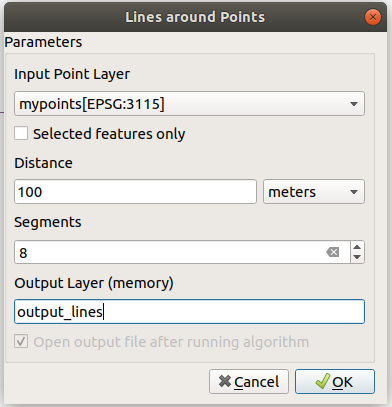 Lines around Points
Parameters
Input Point Layer
mypoints[EPSG:3115]
Selected features only
Distance
100 meters
Segments
8
Output Layer (memory)
output_lines
Open output file after running algorithm
Cancel OK